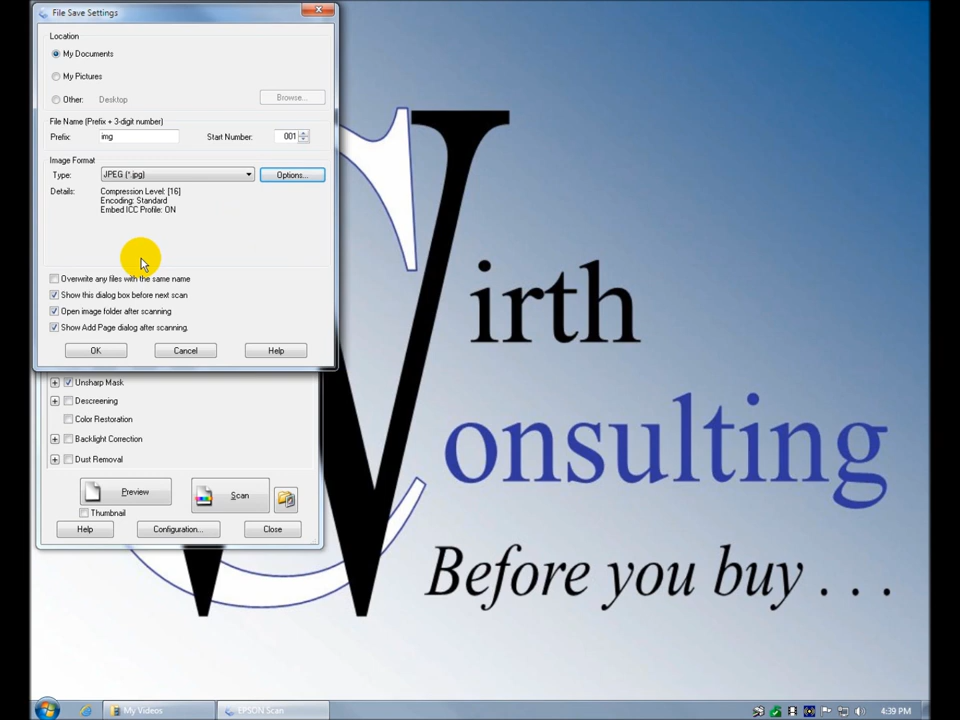 File Save Settings
Location
My Documents
My Pictures
Other: Desktop Browse...
File Name (Prefix + 3-digit number)
Prefix: img Start Number: 001
Image Format
Type: JPEG (*.jpg) Options...
Details: Compression Level: [16]
Encoding: Standard
Embed ICC Profile: ON
Overwrite any files with the same name
Show this dialog box before next scan
Open image folder after scanning
Show Add Page dialog after scanning.
OK Cancel Help
Unsharp Mask
Descreening
Color Restoration
Backlight Correction
Dust Removal
Preview Scan
Thumbnail
Help Configuration... Close
Wirth
Consulting
Before you buy . . .
My Videos EPSON Scan 4:39 PM